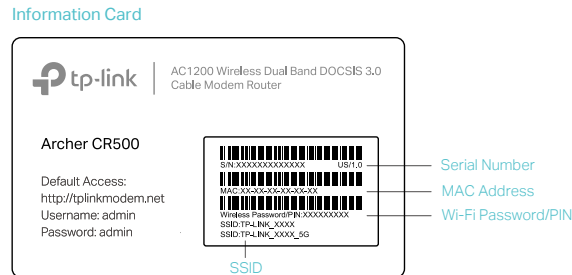 Information Card
tp-link
AC1200 Wireless Dual Band DOCSIS 3.0
Cable Modem Router
Archer CR500
Default Access:
http://tplinkmodem.net
Username: admin
Password: admin
S/N:XXXXXXXXXXXXX US/1.0
MAC:XX-XX-XX-XX-XX-XX
Wireless Password/PIN:XXXXXXXXX
SSID:TP-LINK_XXXX
SSID:TP-LINK_XXXX_5G
Serial Number
MAC Address
Wi-Fi Password/PIN
SSID